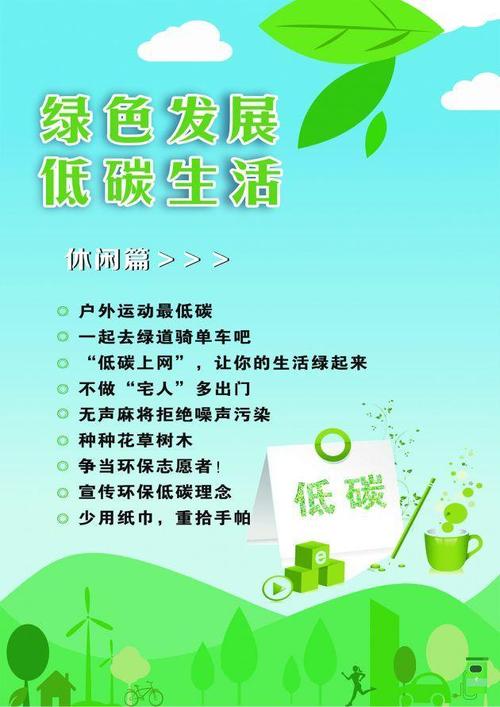 绿色发展
低碳生活
休闲篇>>>
户外运动最低碳
一起去绿道骑单车吧
“低碳上网”，让你的生活绿起来
不做“宅人”多出门
无声麻将拒绝噪声污染
种种花草树木
争当环保志愿者！
宣传环保低碳理念
少用纸巾，重拾手帕
低碳
e